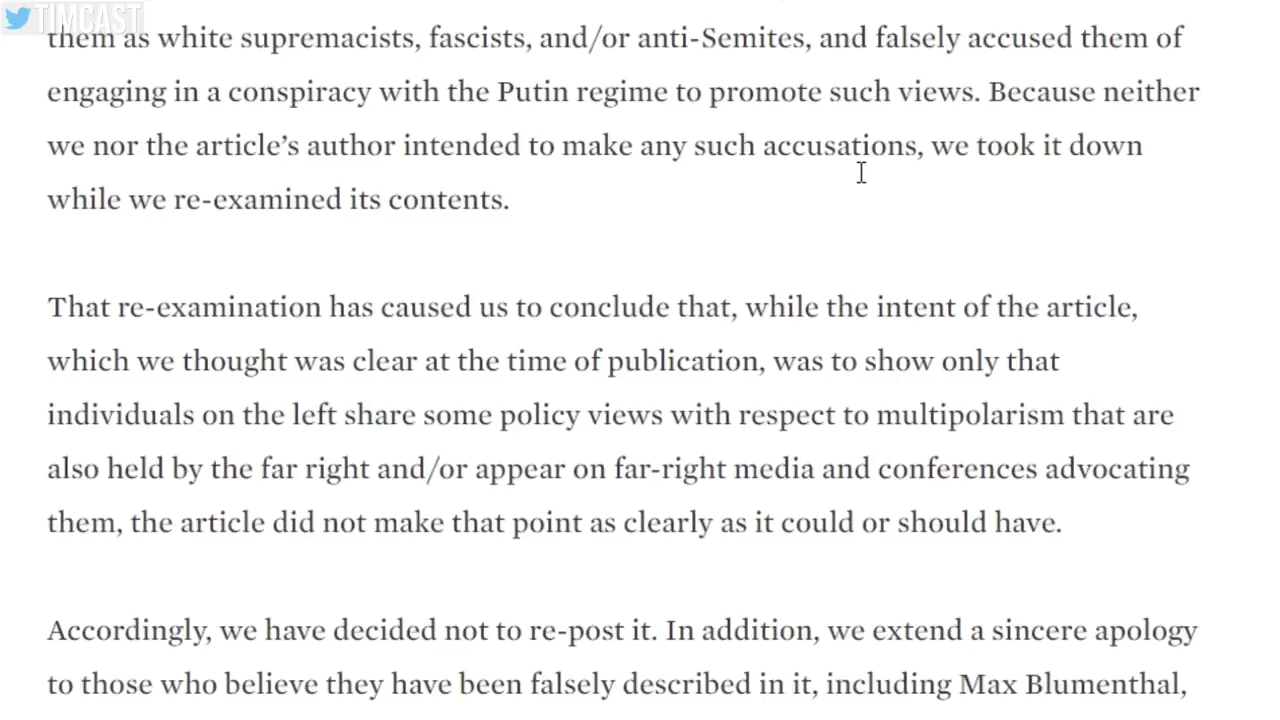 TIMCAST
them as white supremacists, fascists, and/or anti-Semites, and falsely accused them of
engaging in a conspiracy with the Putin regime to promote such views. Because neither
we nor the article’s author intended to make any such accusations, we took it down
while we re-examined its contents.
That re-examination has caused us to conclude that, while the intent of the article,
which we thought was clear at the time of publication, was to show only that
individuals on the left share some policy views with respect to multipolarism that are
also held by the far right and/or appear on far-right media and conferences advocating
them, the article did not make that point as clearly as it could or should have.
Accordingly, we have decided not to re-post it. In addition, we extend a sincere apology
to those who believe they have been falsely described in it, including Max Blumenthal,